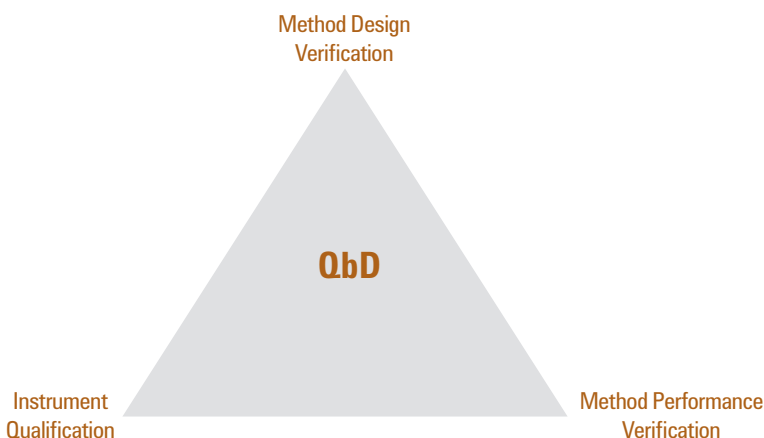 Method Design
Verification
QbD
Instrument
Qualification
Method Performance
Verification